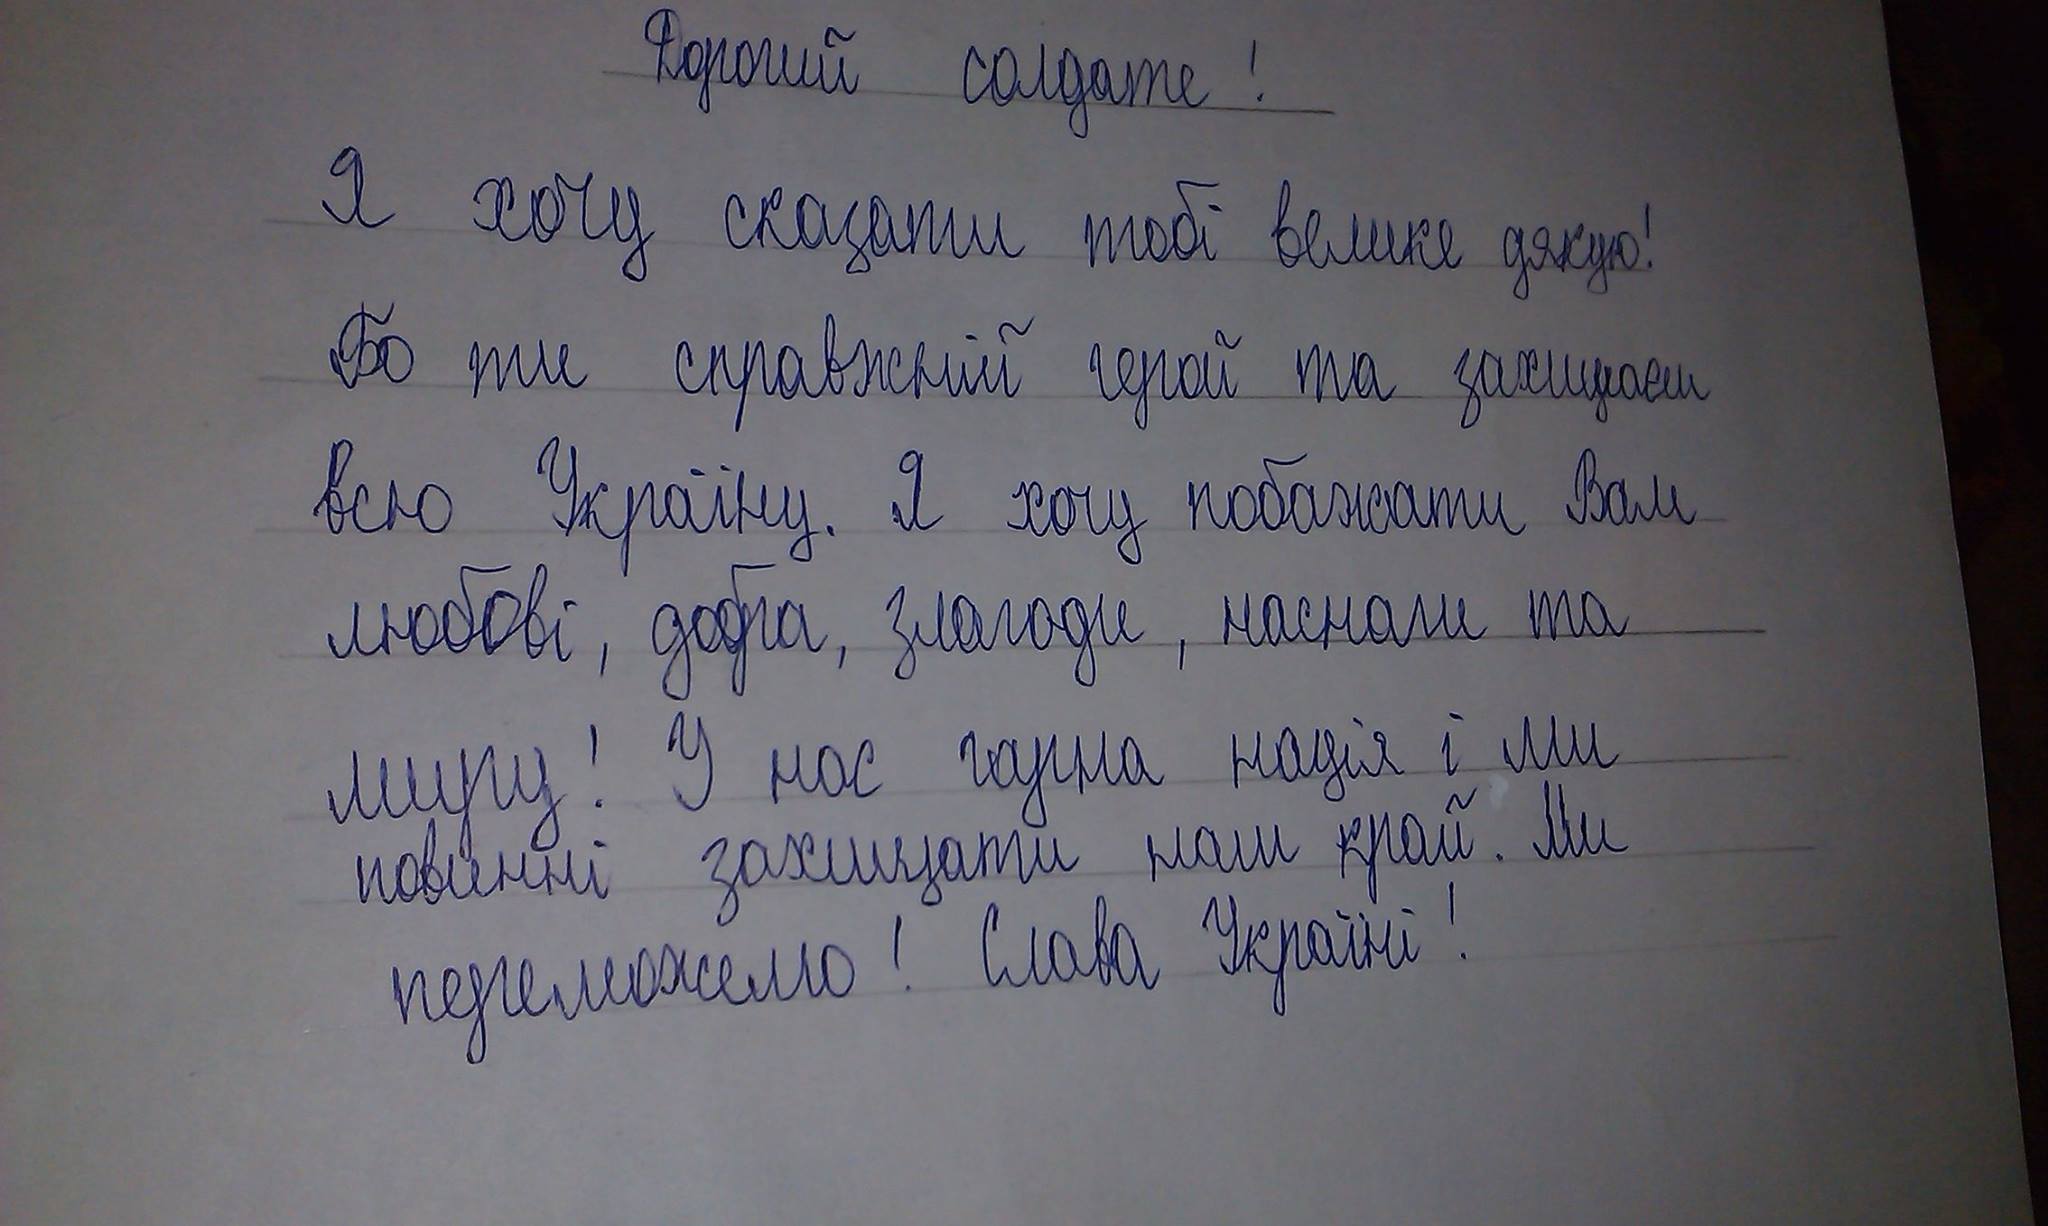 Дорогий солдате!
Я хочу сказати тобі велике дякую!
Бо ти справжній герой та захищаєш
всю Україну. Я хочу побажати Вам
любові, добра, злагоди, наснаги та
миру! У нас гарна нація і ми
повинні захищати наш край. Ми
переможемо! Слава Україні!